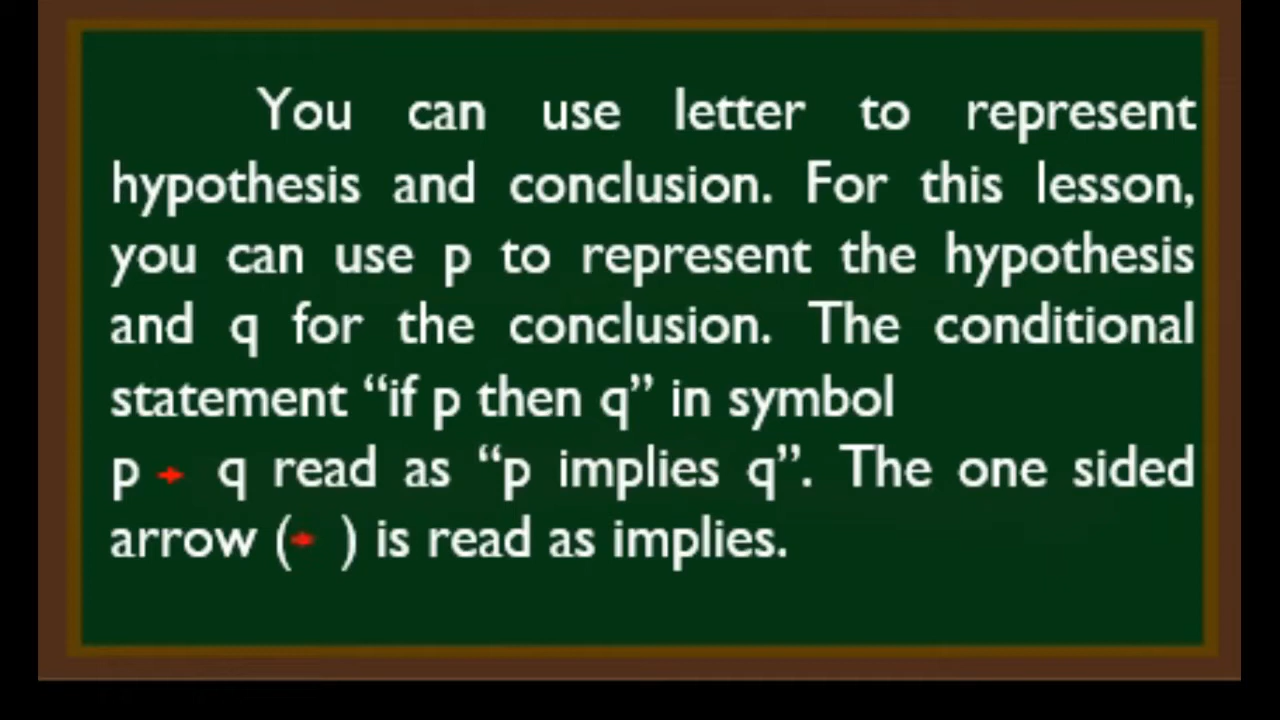 You can use letter to represent
hypothesis and conclusion. For this lesson,
you can use p to represent the hypothesis
and q for the conclusion. The conditional
statement “if p then q” in symbol
p → q read as “p implies q”. The one sided
arrow (→ ) is read as implies.